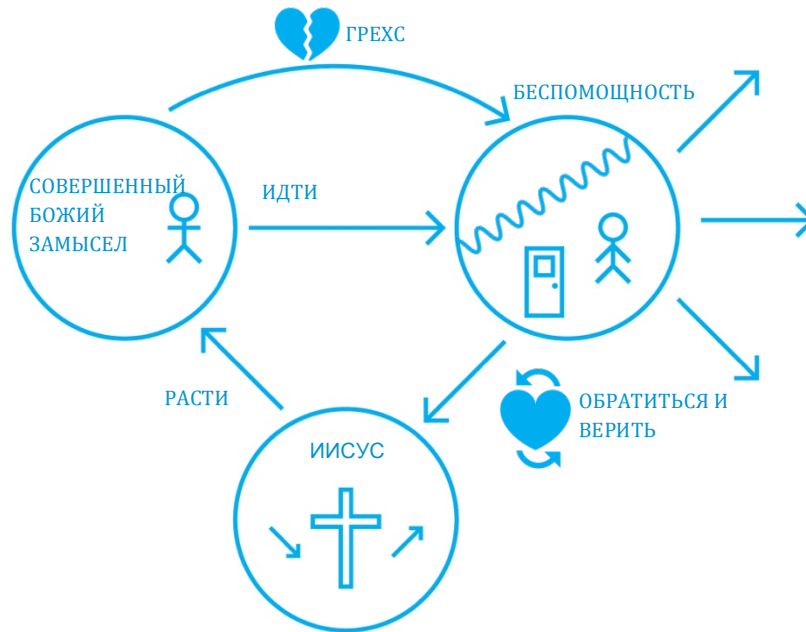 ГРЕХС
БЕСПОМОЩНОСТЬ
СОВЕРШЕННЫЙ
БОЖИЙ
ЗАМЫСЕЛ
ИДТИ
РАСТИ
ОБРАТИТЬСЯ И
ВЕРИТЬ
ИИСУС